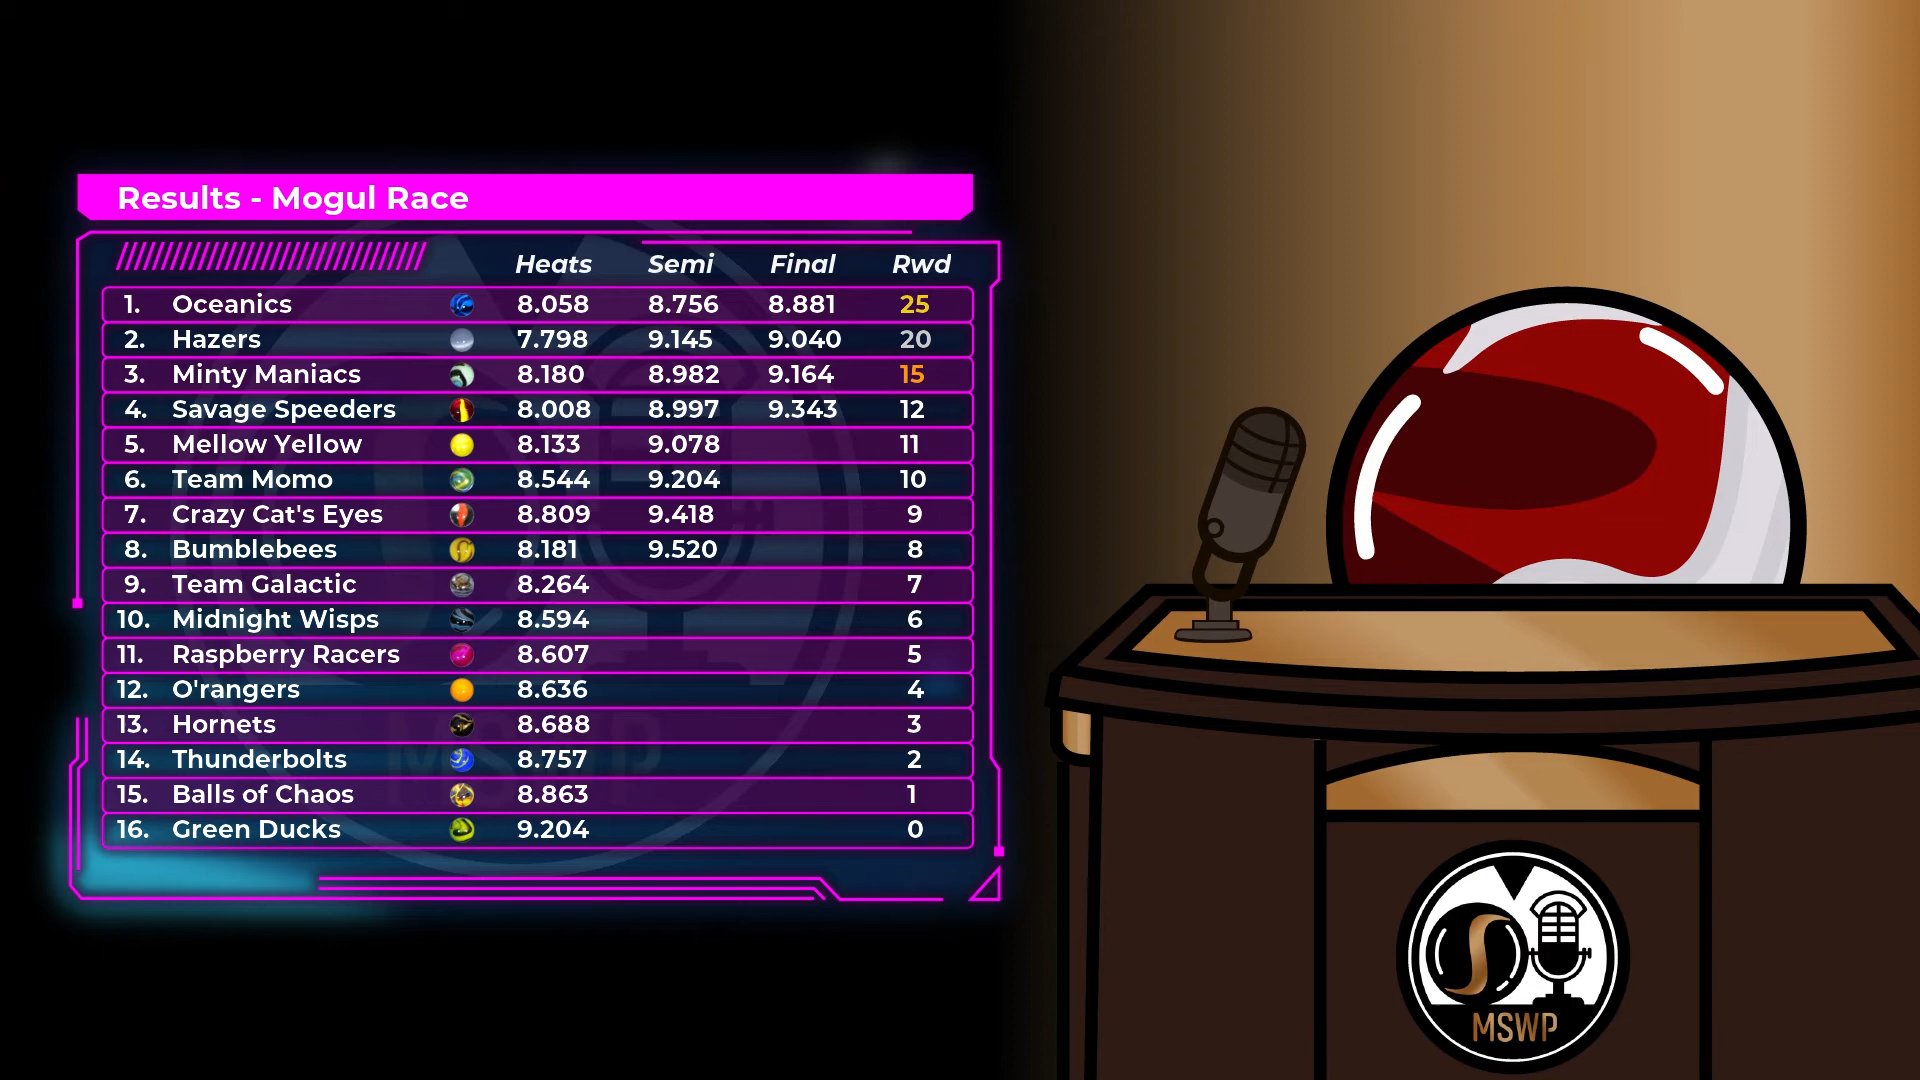 Results - Mogul Race
Heats Semi Final Rwd
1. Oceanics 8.058 8.756 8.881 25
2. Hazers 7.798 9.145 9.040 20
3. Minty Maniacs 8.180 8.982 9.164 15
4. Savage Speeders 8.008 8.997 9.343 12
5. Mellow Yellow 8.133 9.078 11
6. Team Momo 8.544 9.204 10
7. Crazy Cat's Eyes 8.809 9.418 9
8. Bumblebees 8.181 9.520 8
9. Team Galactic 8.264 7
10. Midnight Wisps 8.594 6
11. Raspberry Racers 8.607 5
12. O'rangers 8.636 4
13. Hornets 8.688 3
14. Thunderbolts 8.757 2
15. Balls of Chaos 8.863 1
16. Green Ducks 9.204 0
MSWP
MSWP